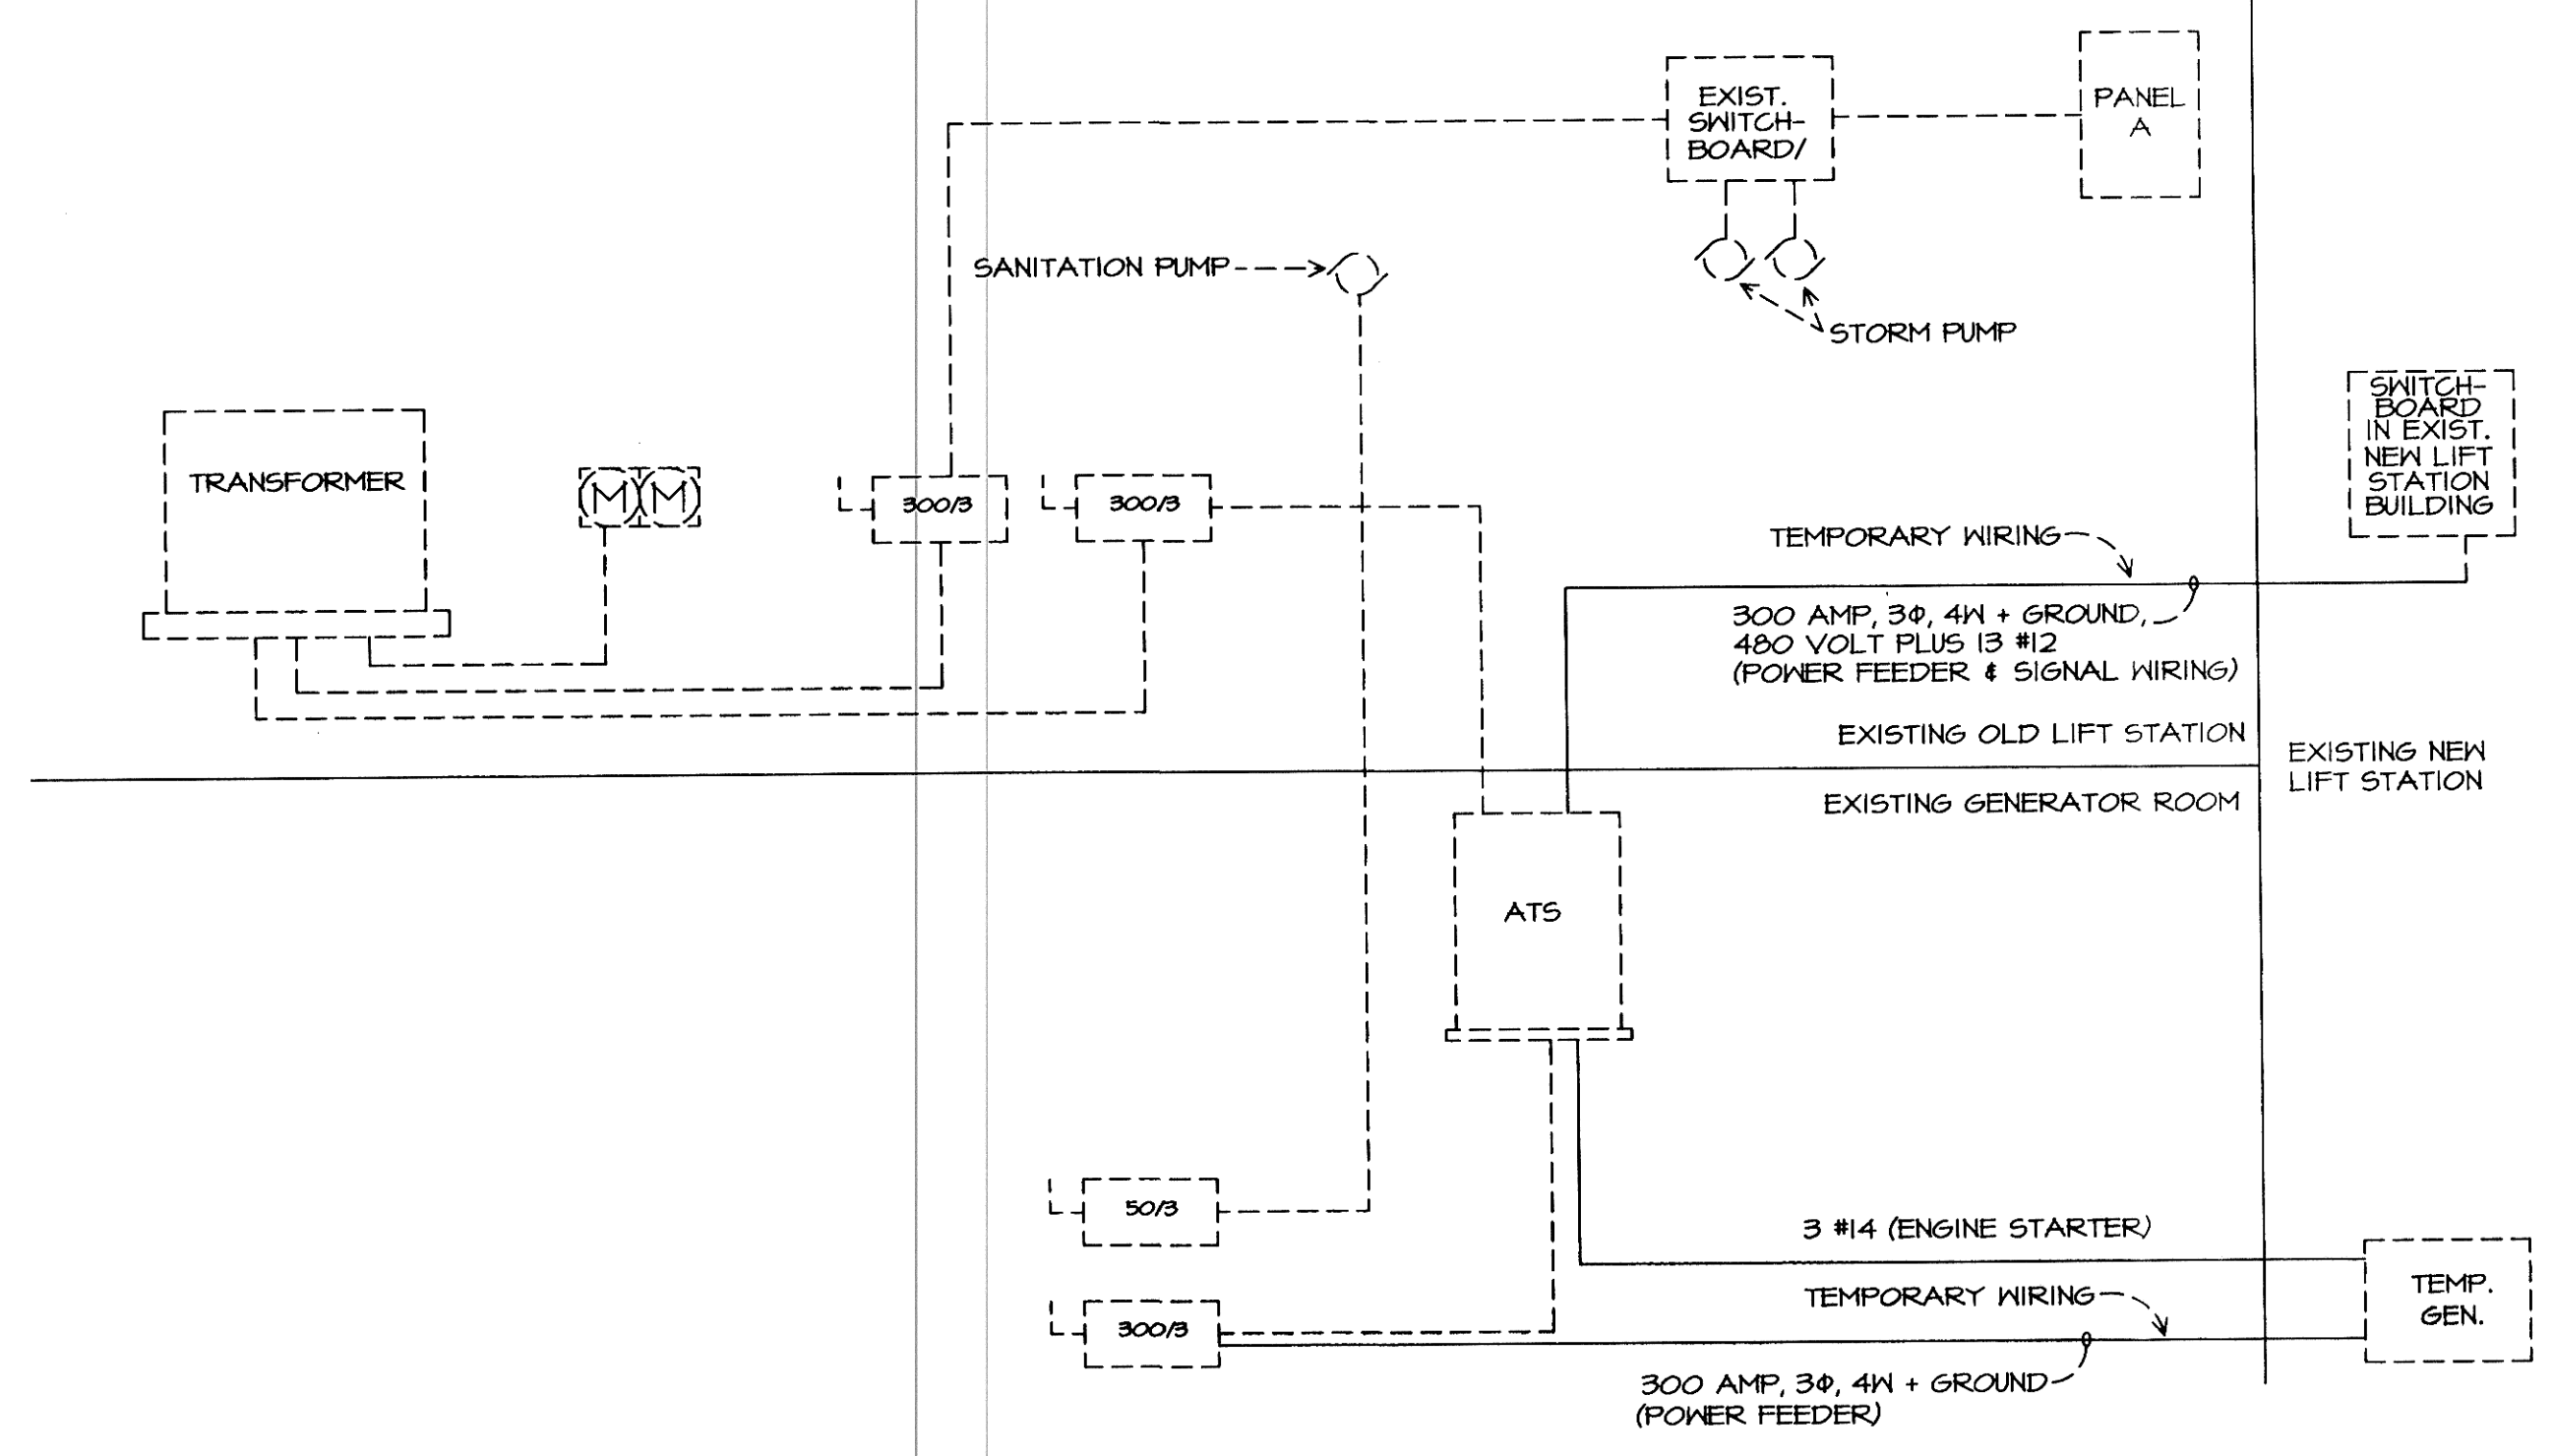 EXIST.
SWITCH-
BOARD/
PANEL
A
SANITATION PUMP
STORM PUMP
TRANSFORMER
(M)(M)
300/3
300/3
SWITCH-
BOARD
IN EXIST.
NEW LIFT
STATION
BUILDING
TEMPORARY WIRING
300 AMP, 3Φ, 4W + GROUND,
480 VOLT PLUS 13 #12
(POWER FEEDER & SIGNAL WIRING)
EXISTING OLD LIFT STATION
EXISTING NEW
LIFT STATION
EXISTING GENERATOR ROOM
ATS
50/3
3 #14 (ENGINE STARTER)
TEMPORARY WIRING
TEMP.
GEN.
300/3
300 AMP, 3Φ, 4W + GROUND
(POWER FEEDER)